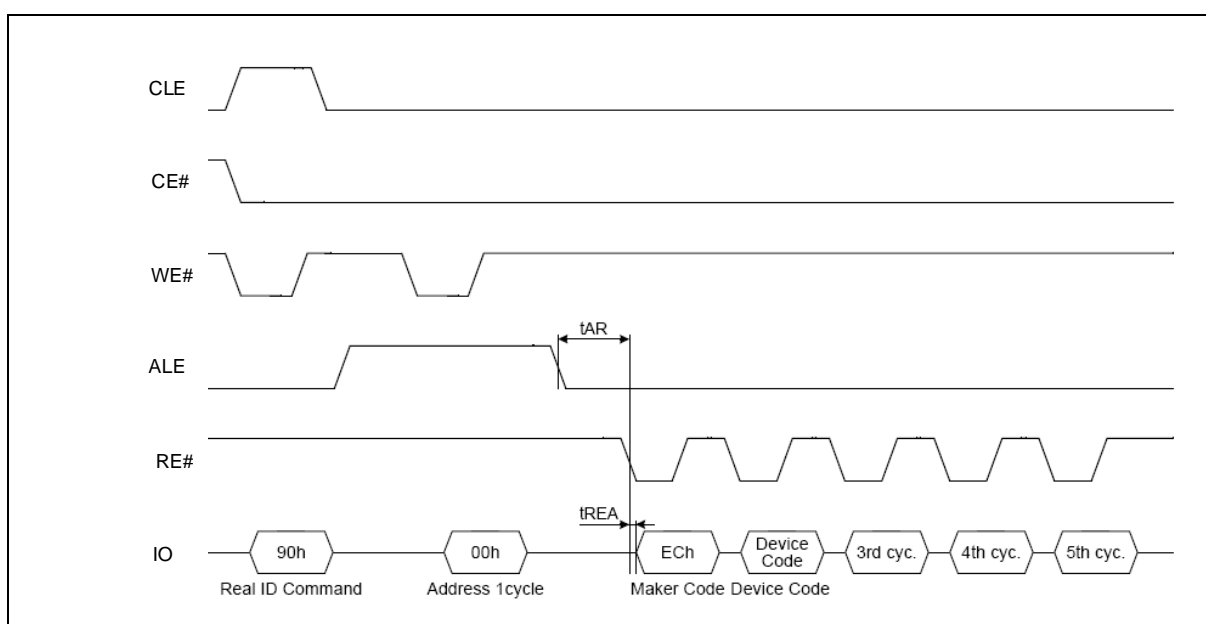 CLE
CE#
WE#
tAR
ALE
RE#
tREA
IO
90h
00h
ECh
Device
Code
3rd cyc.
4th cyc.
5th cyc.
Real ID Command
Address 1cycle
Maker Code Device Code